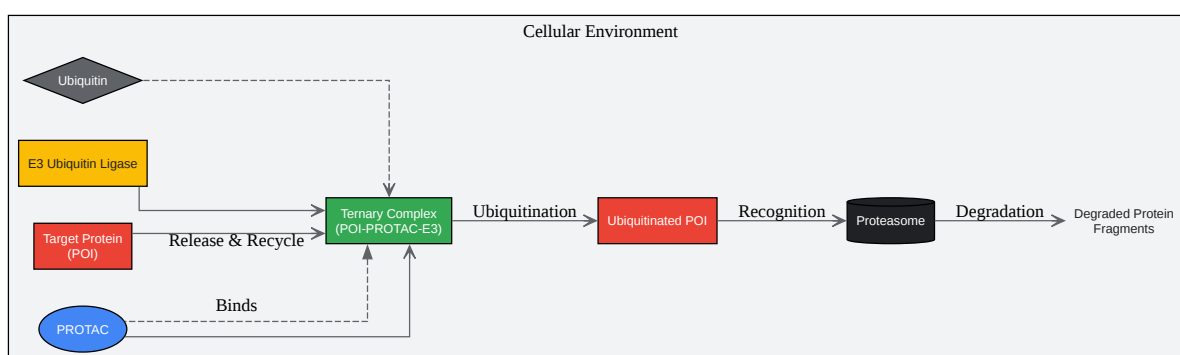 Cellular Environment
Ubiquitin
E3 Ubiquitin Ligase
Target Protein
(POI)
Release & Recycle
Binds
PROTAC
Ternary Complex
(POI-PROTAC-E3)
Ubiquitination
Ubiquitinated POI
Recognition
Proteasome
Degradation
Degraded Protein
Fragments